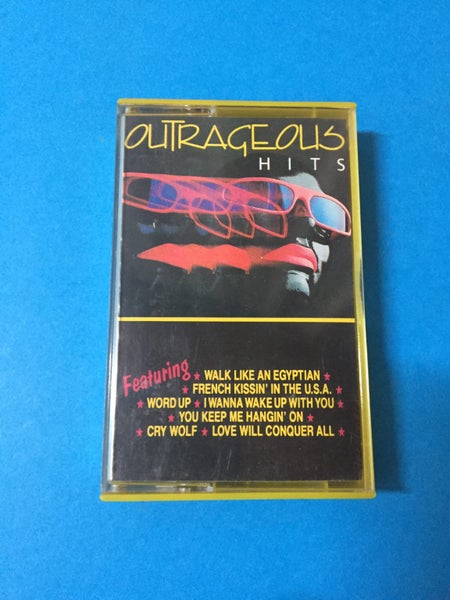 OUTRAGEOUS
HITS
Featuring ★ WALK LIKE AN EGYPTIAN ★
★ FRENCH KISSIN' IN THE U.S.A. ★
★ WORD UP ★ I WANNA WAKE UP WITH YOU ★
★ YOU KEEP ME HANGIN' ON ★
★ CRY WOLF ★ LOVE WILL CONQUER ALL ★